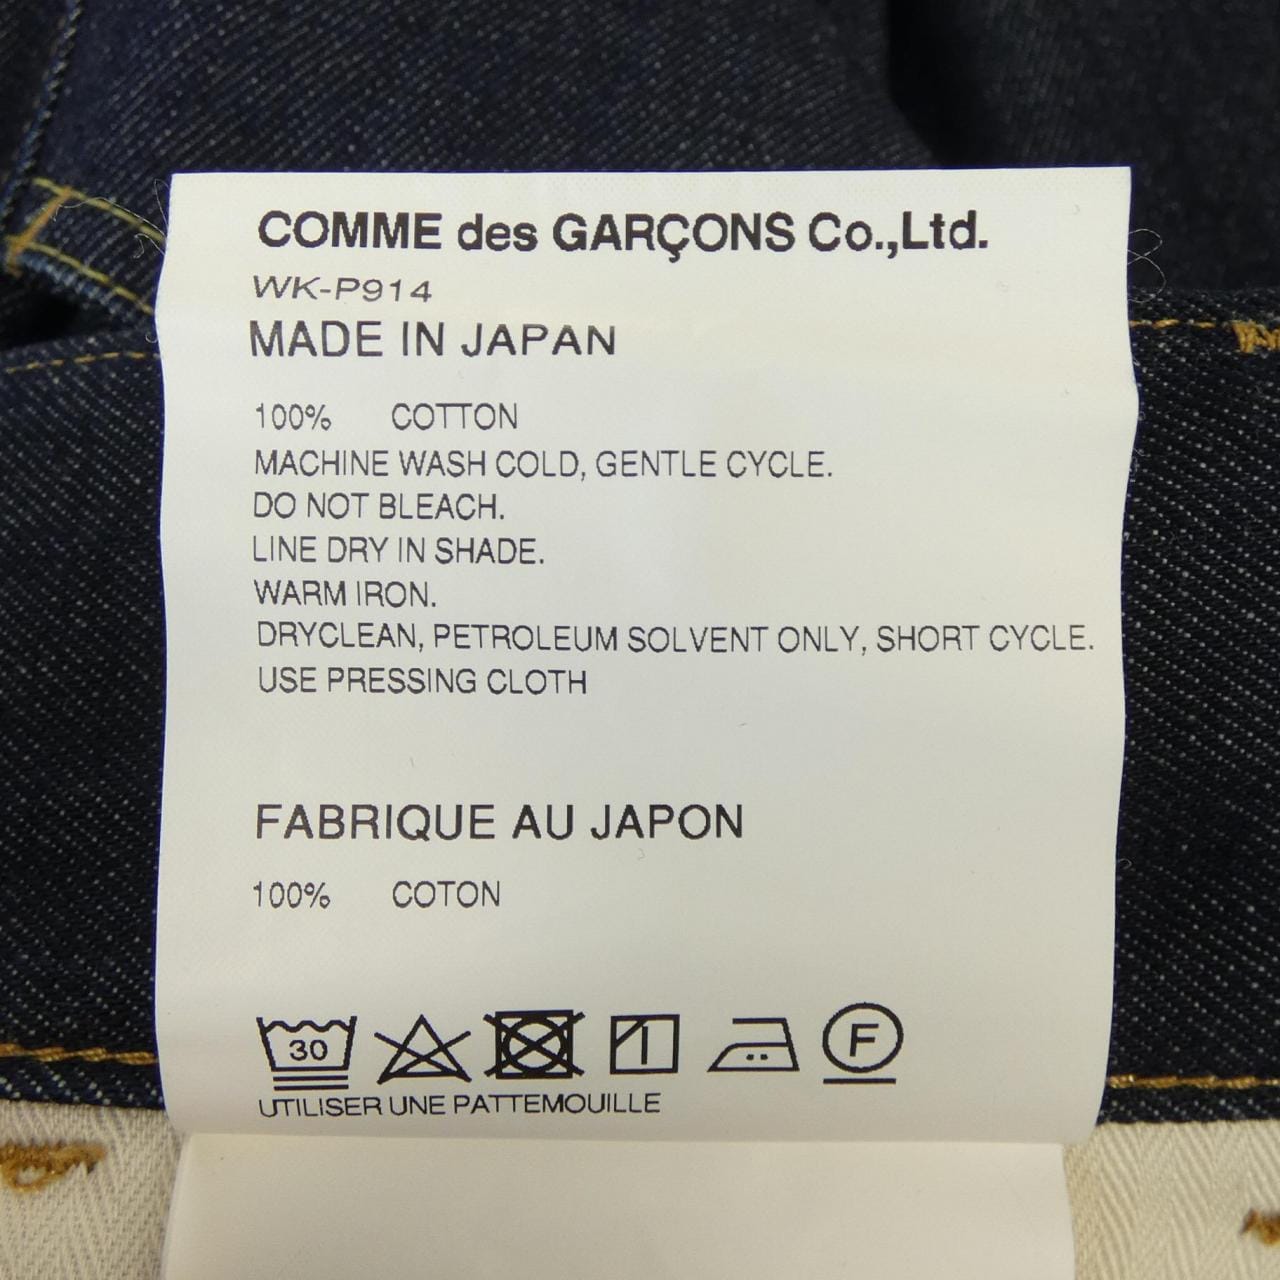 COMME des GARÇONS Co.,Ltd.
WK-P914
MADE IN JAPAN
100% COTTON
MACHINE WASH COLD, GENTLE CYCLE.
DO NOT BLEACH.
LINE DRY IN SHADE.
WARM IRON.
DRYCLEAN, PETROLEUM SOLVENT ONLY, SHORT CYCLE.
USE PRESSING CLOTH
FABRIQUE AU JAPON
100% COTON
30 F
UTILISER UNE PATTEMOUILLE